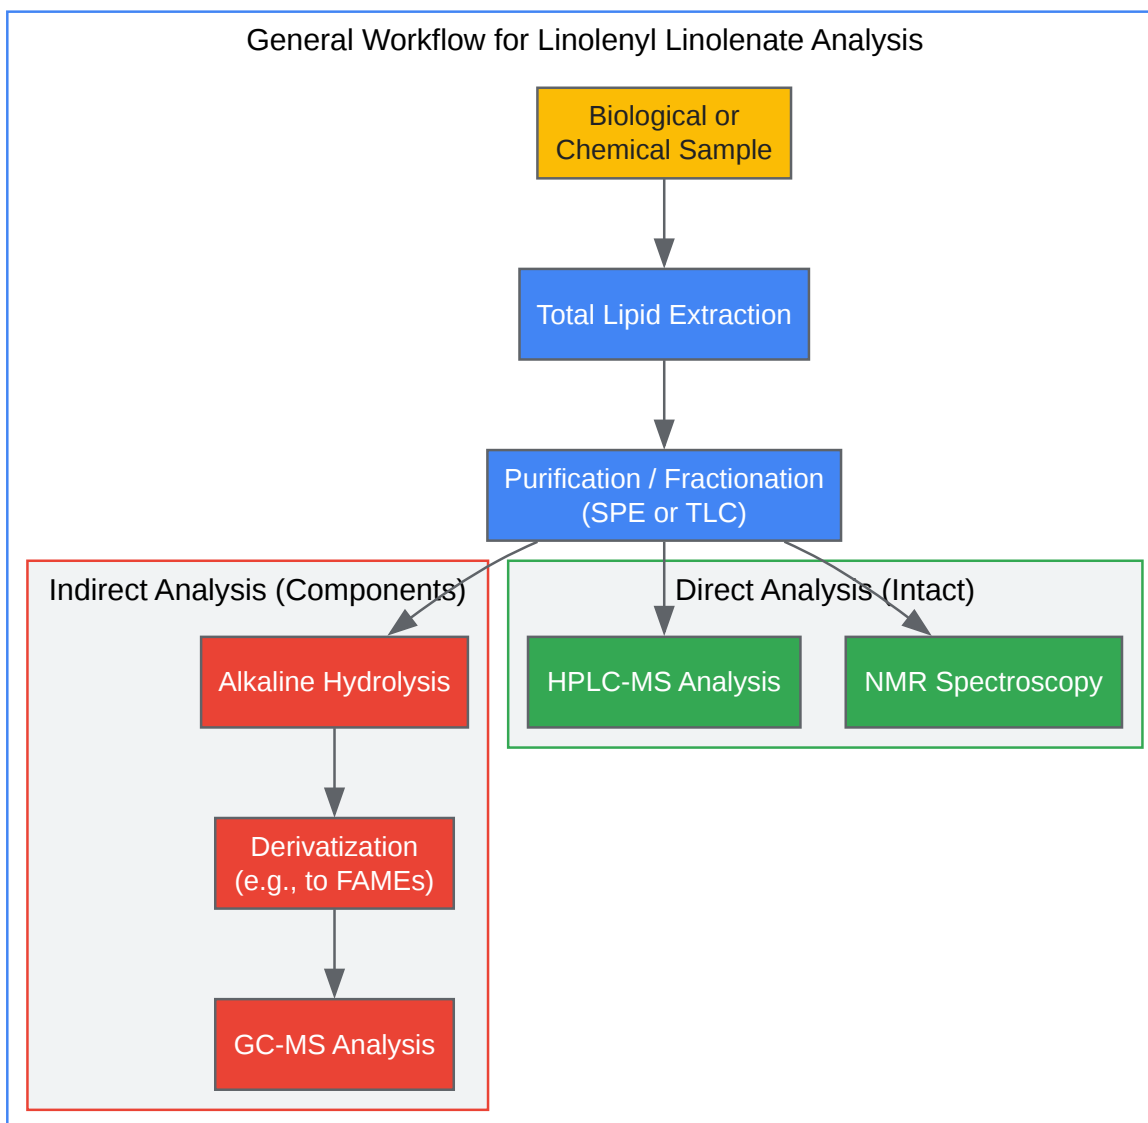 General Workflow for Linolenyl Linolenate Analysis
Biological or
Chemical Sample
Total Lipid Extraction
Purification / Fractionation
(SPE or TLC)
Indirect Analysis (Components)
Direct Analysis (Intact)
Alkaline Hydrolysis
HPLC-MS Analysis
NMR Spectroscopy
Derivatization
(e.g., to FAMEs)
GC-MS Analysis